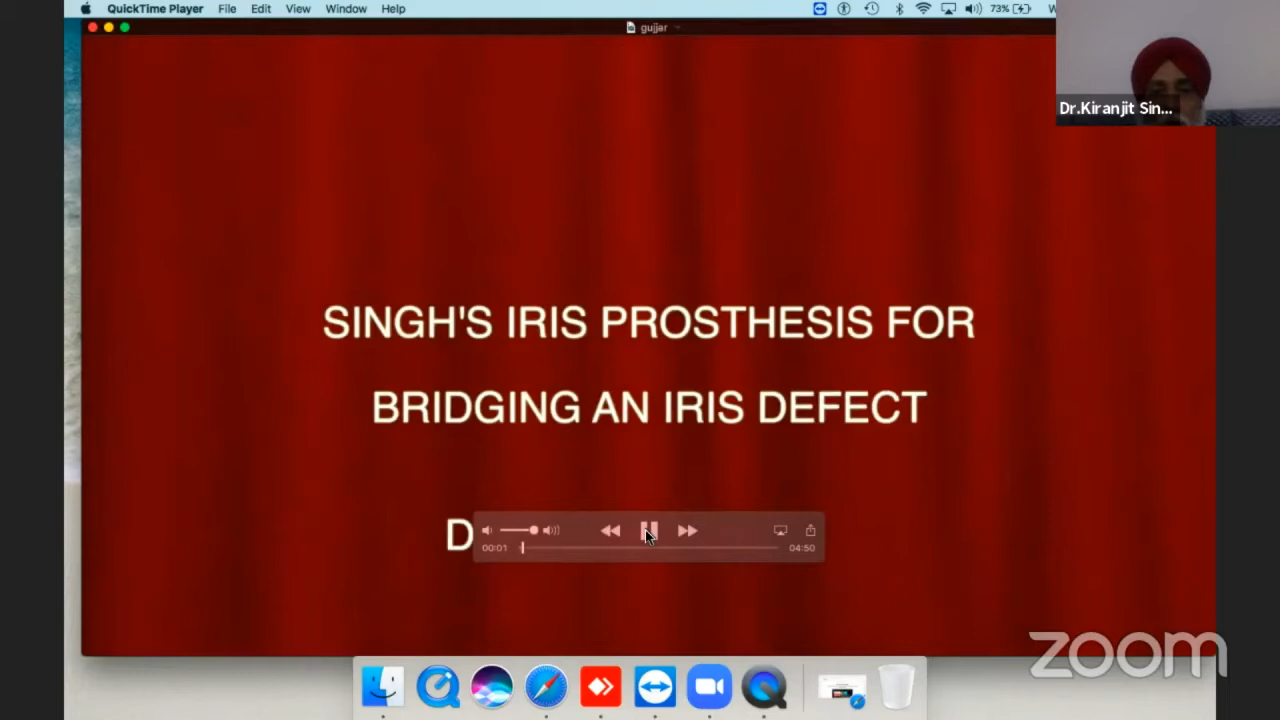 QuickTime Player File Edit View Window Help 73%
gujjar
Dr.Kiranjit Sin...
SINGH'S IRIS PROSTHESIS FOR
BRIDGING AN IRIS DEFECT
D
00:01 04:50
zoom